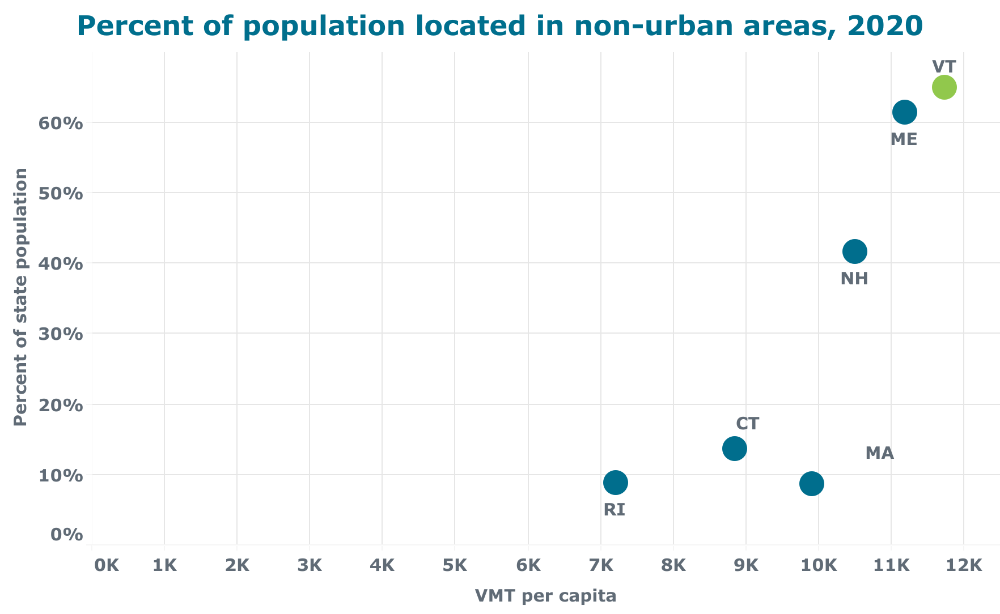 Percent of population located in non-urban areas, 2020
VT
60%
ME
50%
Percent of state population
40%
NH
30%
20%
CT
MA
10%
RI
0%
0K 1K 2K 3K 4K 5K 6K 7K 8K 9K 10K 11K 12K
VMT per capita